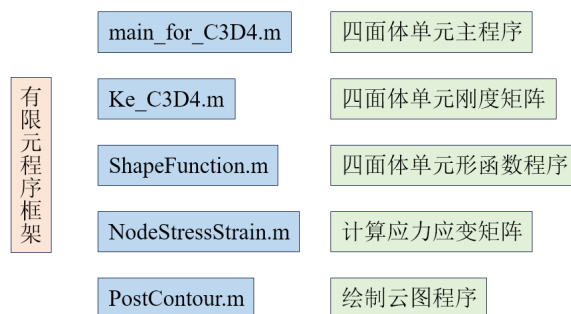 有限元程序框架
main_for_C3D4.m
四面体单元主程序
Ke_C3D4.m
四面体单元刚度矩阵
ShapeFunction.m
四面体单元形函数程序
NodeStressStrain.m
计算应力应变矩阵
PostContour.m
绘制云图程序